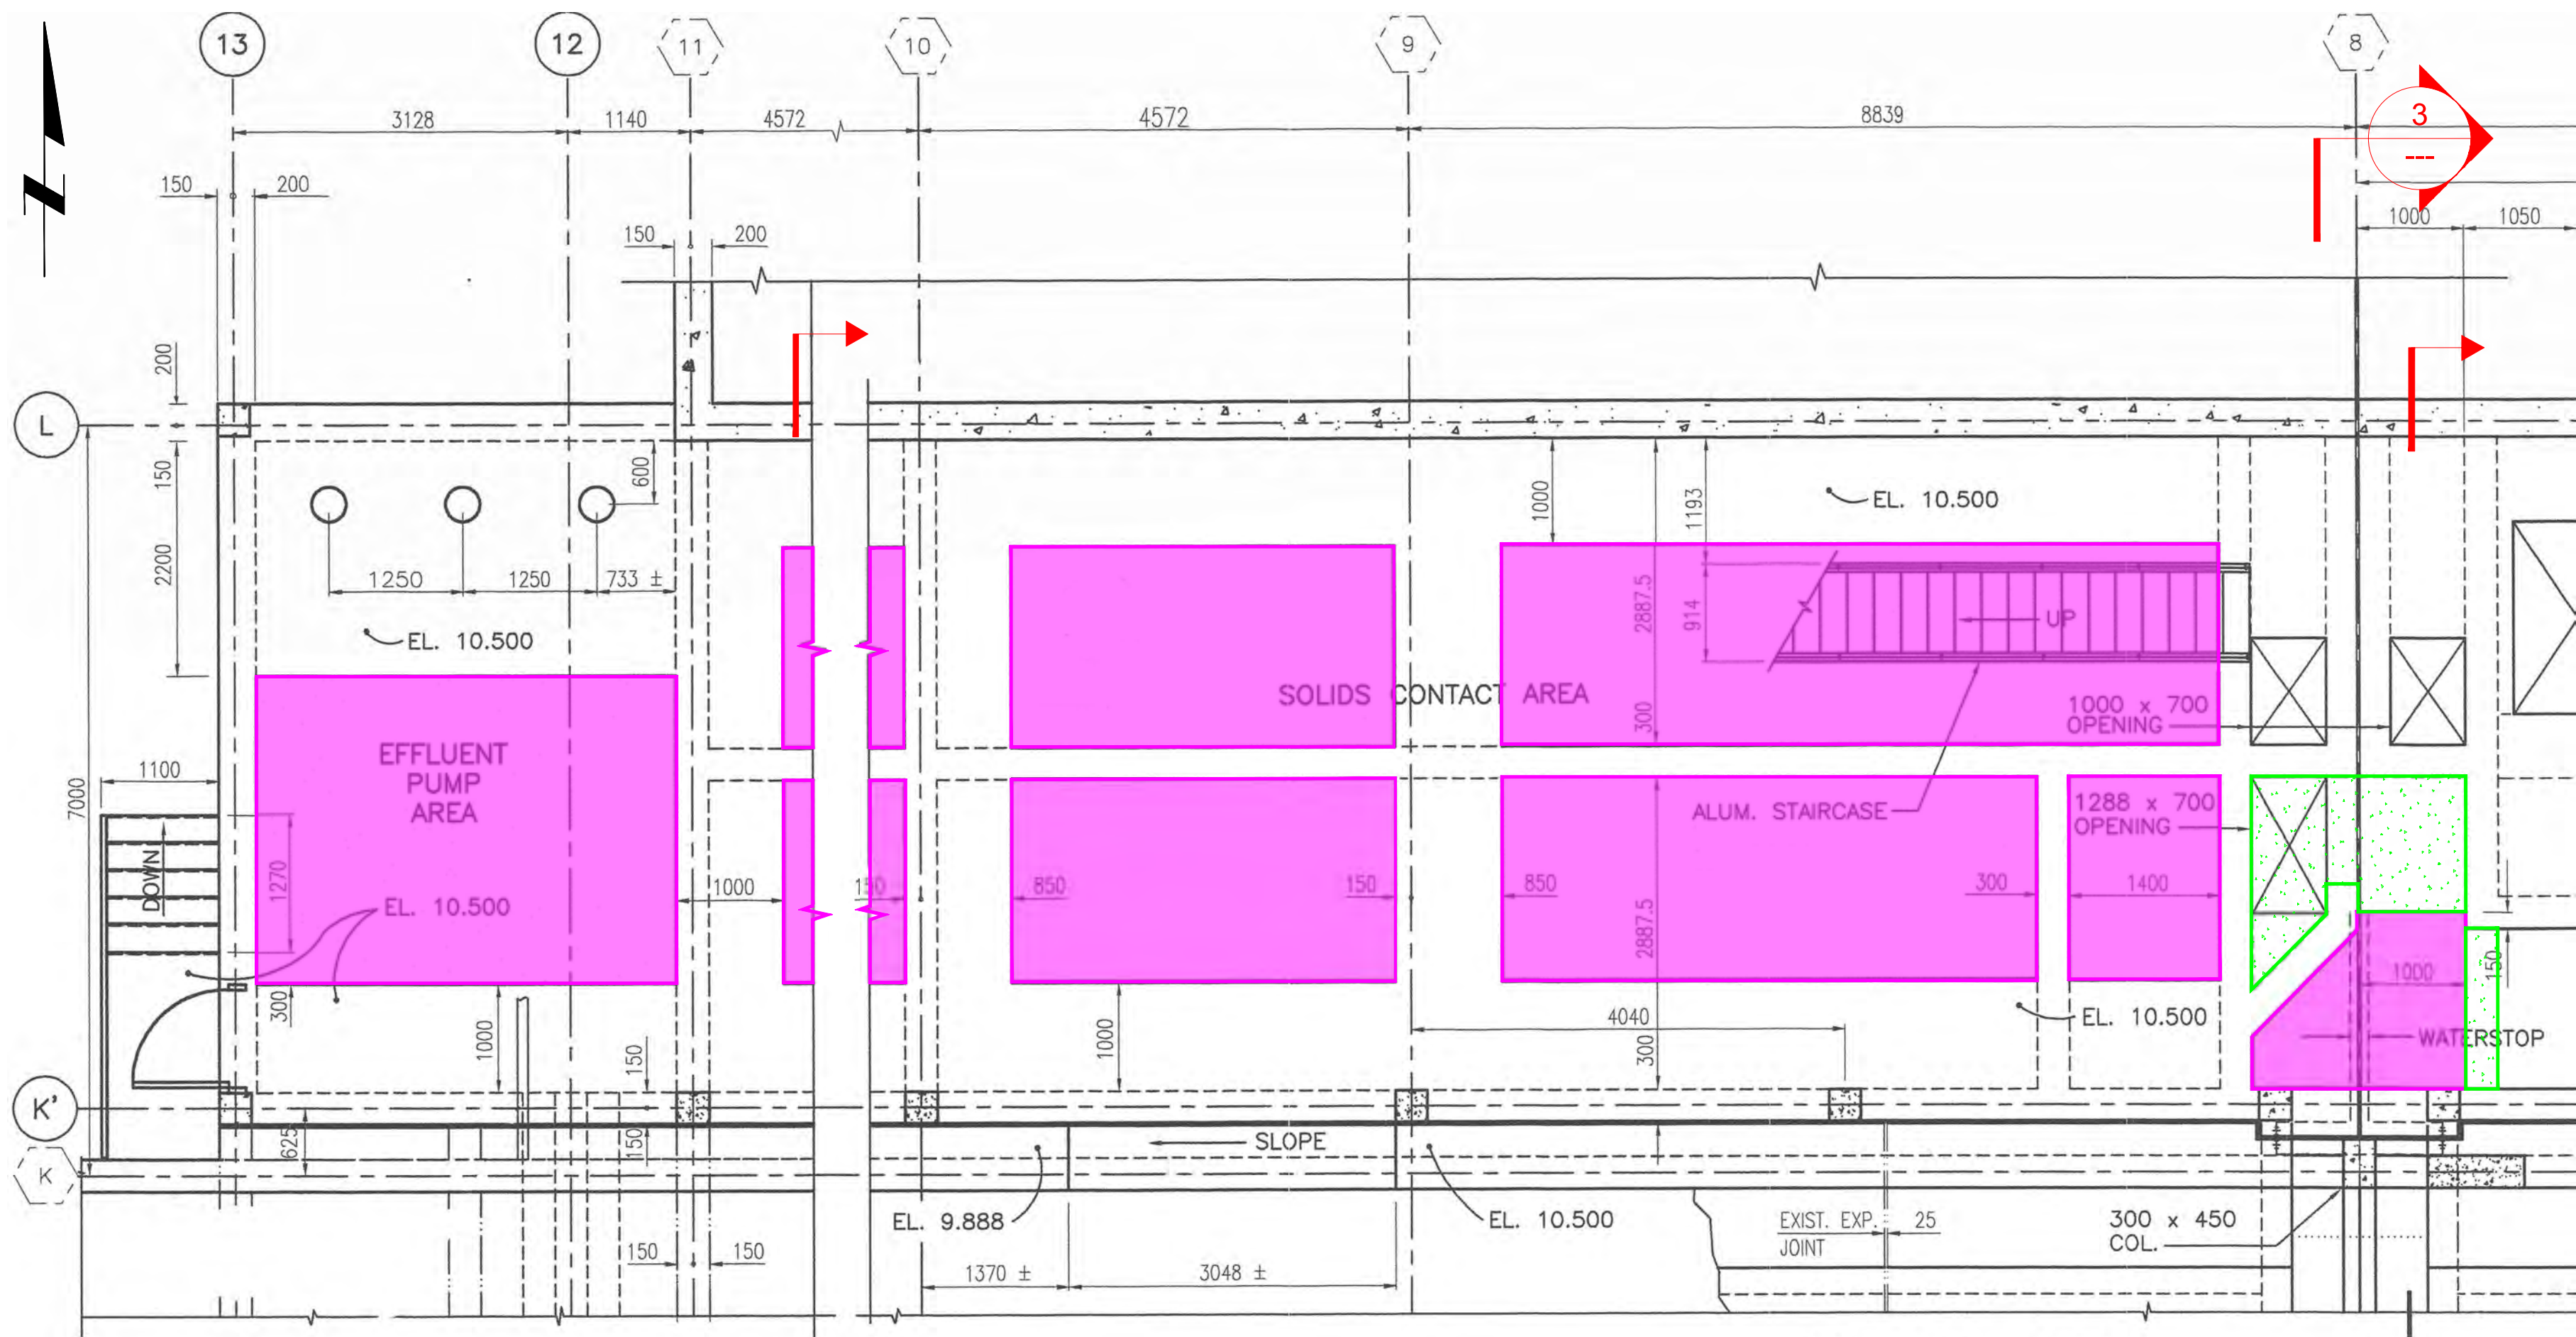 13
12
11
10
9
8
3
---
3128
1140
4572
4572
8839
150
200
1000
1050
150
200
200
L
150
600
1000
1193
EL. 10.500
2200
1250
1250
733 ±
2887.5
914
UP
EL. 10.500
SOLIDS CONTACT AREA
300
1000 x 700
OPENING
EFFLUENT
PUMP
AREA
1100
7000
ALUM. STAIRCASE
1288 x 700
OPENING
DOWN
1270
1000
150
850
150
850
300
1400
EL. 10.500
2887.5
1000
150
300
1000
150
1000
4040
300
EL. 10.500
WATERSTOP
K'
625
150
SLOPE
K
EL. 9.888
EL. 10.500
EXIST. EXP.
JOINT
25
300 x 450
COL.
150
150
1370 ±
3048 ±